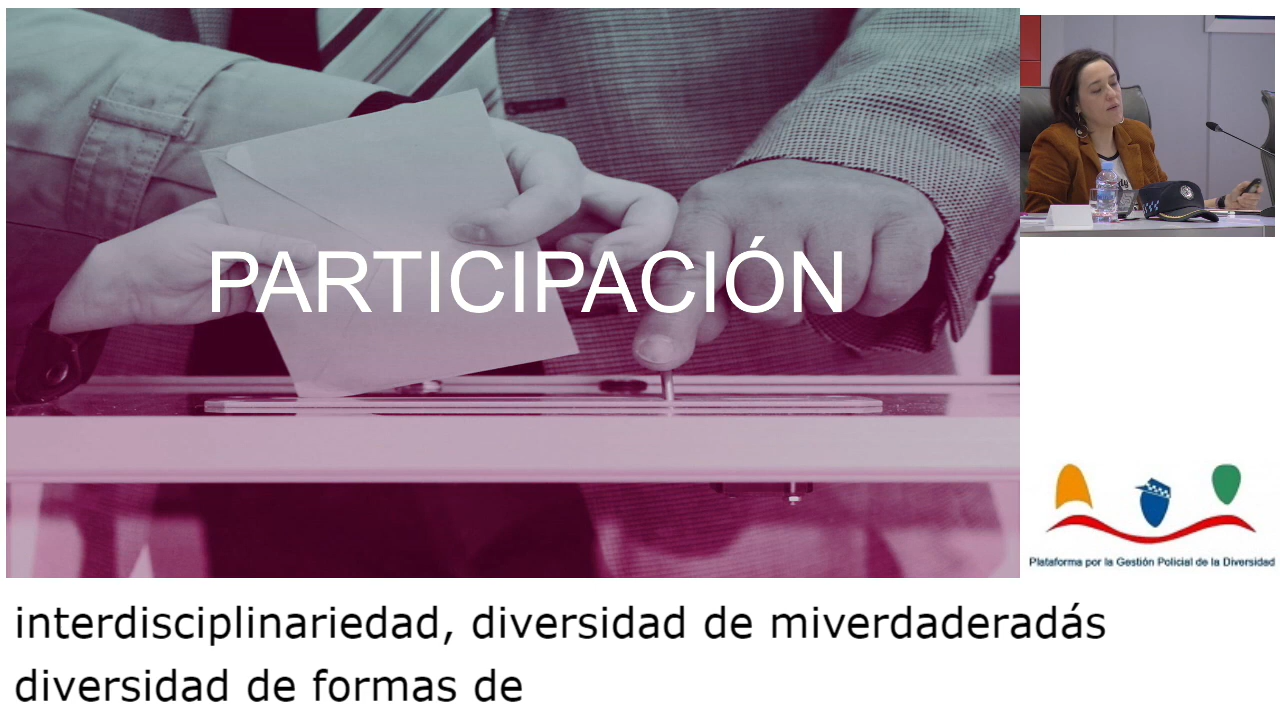 PARTICIPACIÓN
Plataforma por la Gestión Policial de la Diversidad
interdisciplinariedad, diversidad de miverdaderadás
diversidad de formas de